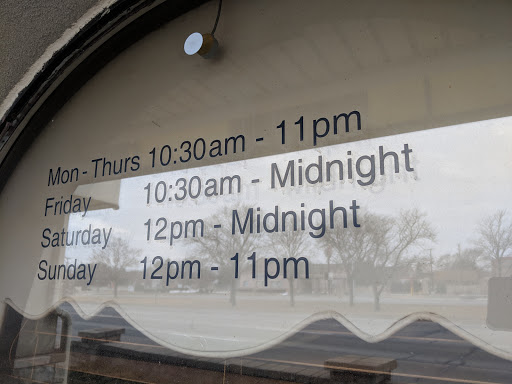 Mon - Thurs 10:30am - 11pm
Friday 10:30am - Midnight
Saturday 12pm - Midnight
Sunday 12pm - 11pm